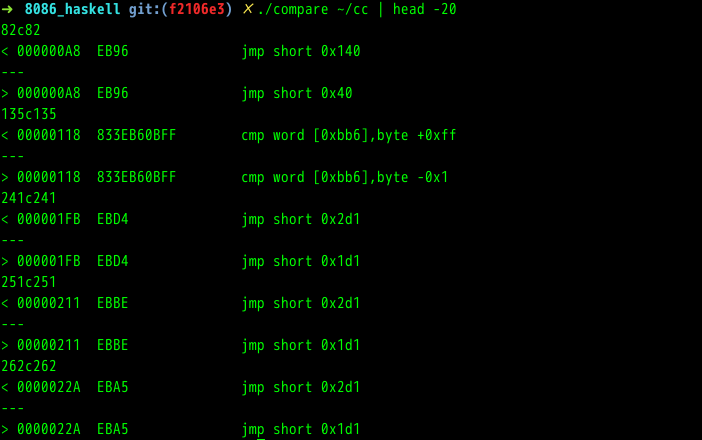 → 8086_haskell git:(f2106e3) ✗ ./compare ~/cc | head -20
82c82
< 000000A8  EB96              jmp short 0x140
---
> 000000A8  EB96              jmp short 0x40
135c135
< 00000118  833EB60BFF        cmp word [0xbb6],byte +0xff
---
> 00000118  833EB60BFF        cmp word [0xbb6],byte -0x1
241c241
< 000001FB  EBD4              jmp short 0x2d1
---
> 000001FB  EBD4              jmp short 0x1d1
251c251
< 00000211  EBBE              jmp short 0x2d1
---
> 00000211  EBBE              jmp short 0x1d1
262c262
< 0000022A  EBA5              jmp short 0x2d1
---
> 0000022A  EBA5              jmp short 0x1d1